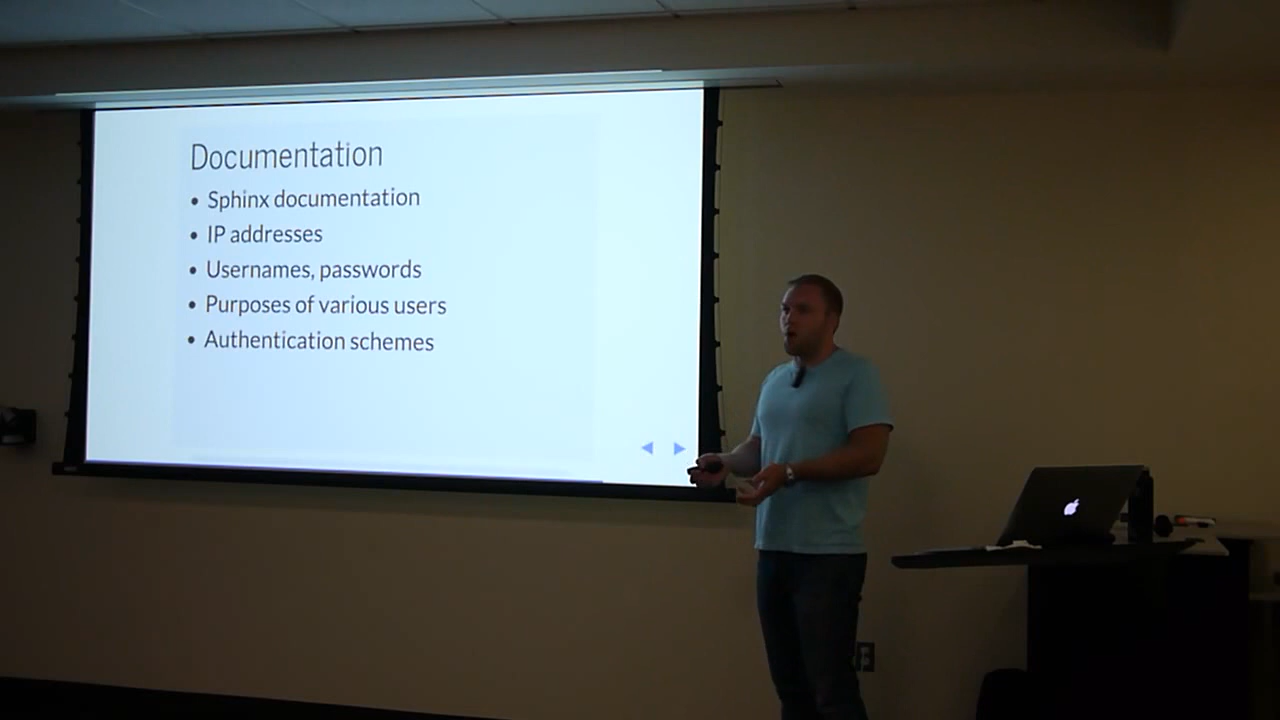 Documentation
• Sphinx documentation
• IP addresses
• Usernames, passwords
• Purposes of various users
• Authentication schemes